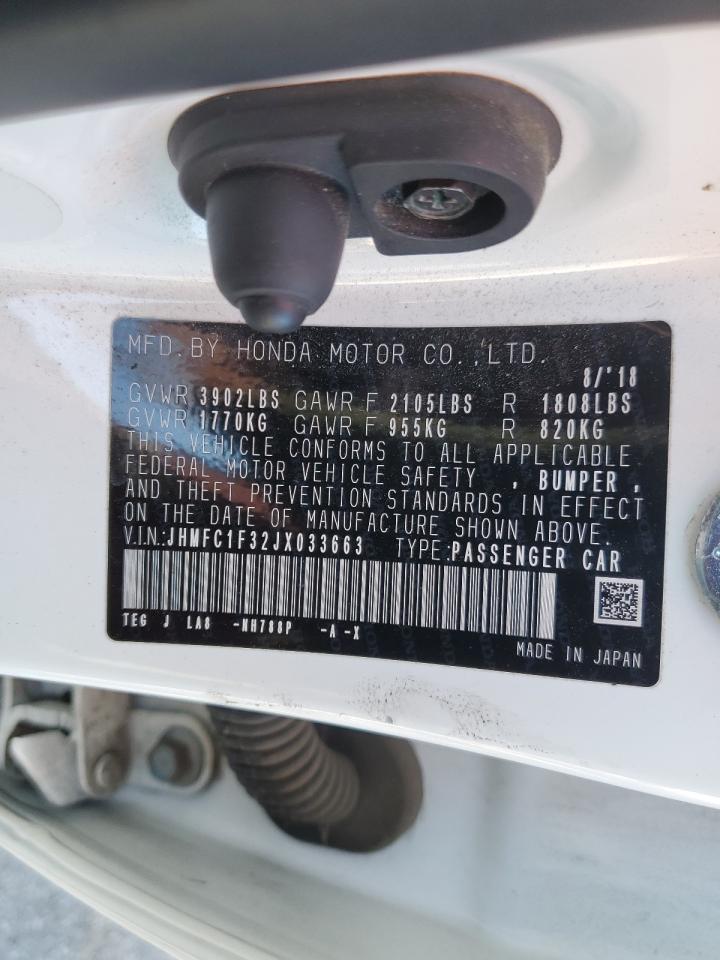 MFD. BY HONDA MOTOR CO., LTD.
8/'18
GVWR 3902LBS GAWR F 2105LBS R 1808LBS
GVWR 1770KG GAWR F 955KG R 820KG
THIS VEHICLE CONFORMS TO ALL APPLICABLE
FEDERAL MOTOR VEHICLE SAFETY , BUMPER ,
AND THEFT PREVENTION STANDARDS IN EFFECT
ON THE DATE OF MANUFACTURE SHOWN ABOVE.
V.I.N.:JHMFC1F32JX033663 TYPE:PASSENGER CAR
TEG J LA8 -NH788P -A -X
MADE IN JAPAN